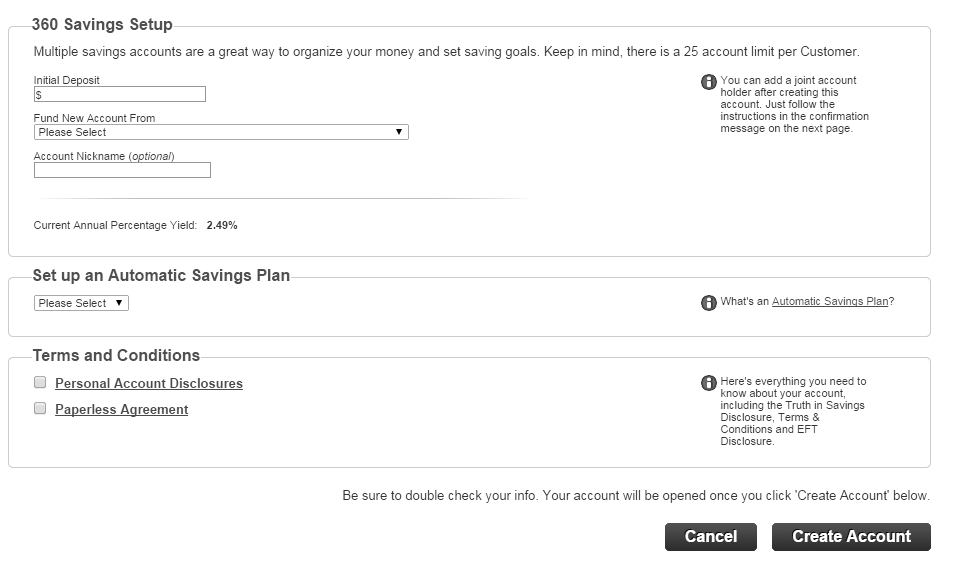 360 Savings Setup
Multiple savings accounts are a great way to organize your money and set saving goals. Keep in mind, there is a 25 account limit per Customer.
Initial Deposit
$
You can add a joint account
holder after creating this
account. Just follow the
instructions in the confirmation
message on the next page.
Fund New Account From
Please Select
Account Nickname (optional)
Current Annual Percentage Yield: 2.49%
Set up an Automatic Savings Plan
Please Select
What's an Automatic Savings Plan?
Terms and Conditions
Personal Account Disclosures
Paperless Agreement
Here's everything you need to
know about your account,
including the Truth in Savings
Disclosure, Terms &
Conditions and EFT
Disclosure.
Be sure to double check your info. Your account will be opened once you click 'Create Account' below.
Cancel
Create Account